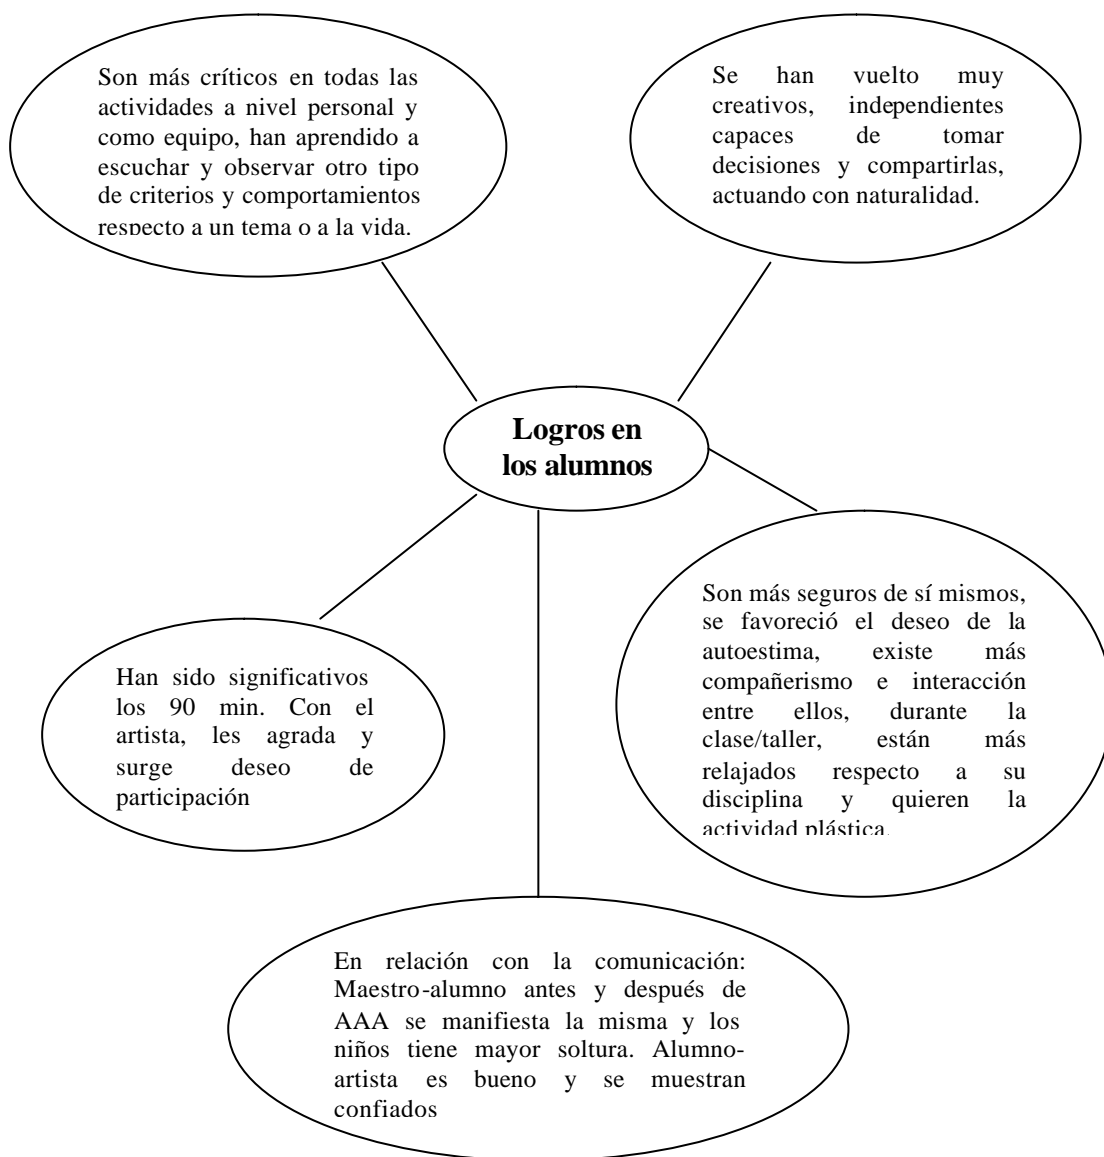 Son más críticos en todas las
actividades a nivel personal y
como equipo, han aprendido a
escuchar y observar otro tipo
de criterios y comportamientos
respecto a un tema o a la vida.
Se han vuelto muy
creativos, independientes
capaces de tomar
decisiones y compartirlas,
actuando con naturalidad.
Logros en
los alumnos
Son más seguros de sí mismos,
se favoreció el deseo de la
autoestima, existe más
compañerismo e interacción
entre ellos, durante la
clase/taller, están más
relajados respecto a su
disciplina y quieren la
actividad plástica.
Han sido significativos
los 90 min. Con el
artista, les agrada y
surge deseo de
participación
En relación con la comunicación:
Maestro-alumno antes y después de
AAA se manifiesta la misma y los
niños tiene mayor soltura. Alumno-
artista es bueno y se muestran
confiados